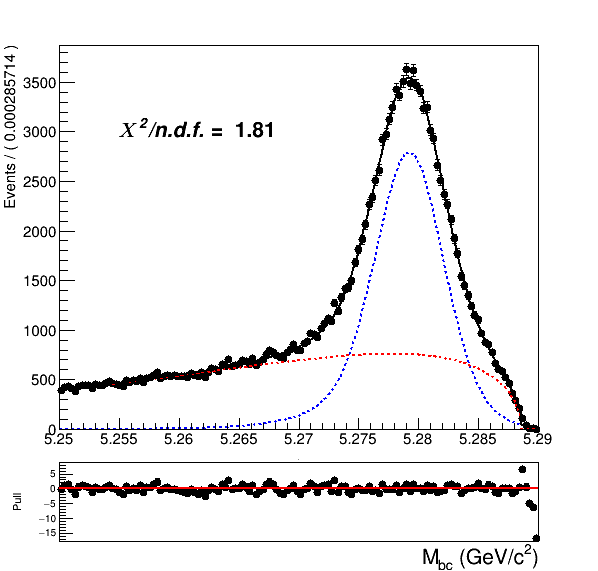 Events / ( 0.000285714 )
3500
3000
2500
2000
1500
1000
500
0
X²/n.d.f. = 1.81
5.25 5.255 5.26 5.265 5.27 5.275 5.28 5.285 5.29
Pull
5
0
−5
−10
−15
M_bc (GeV/c²)